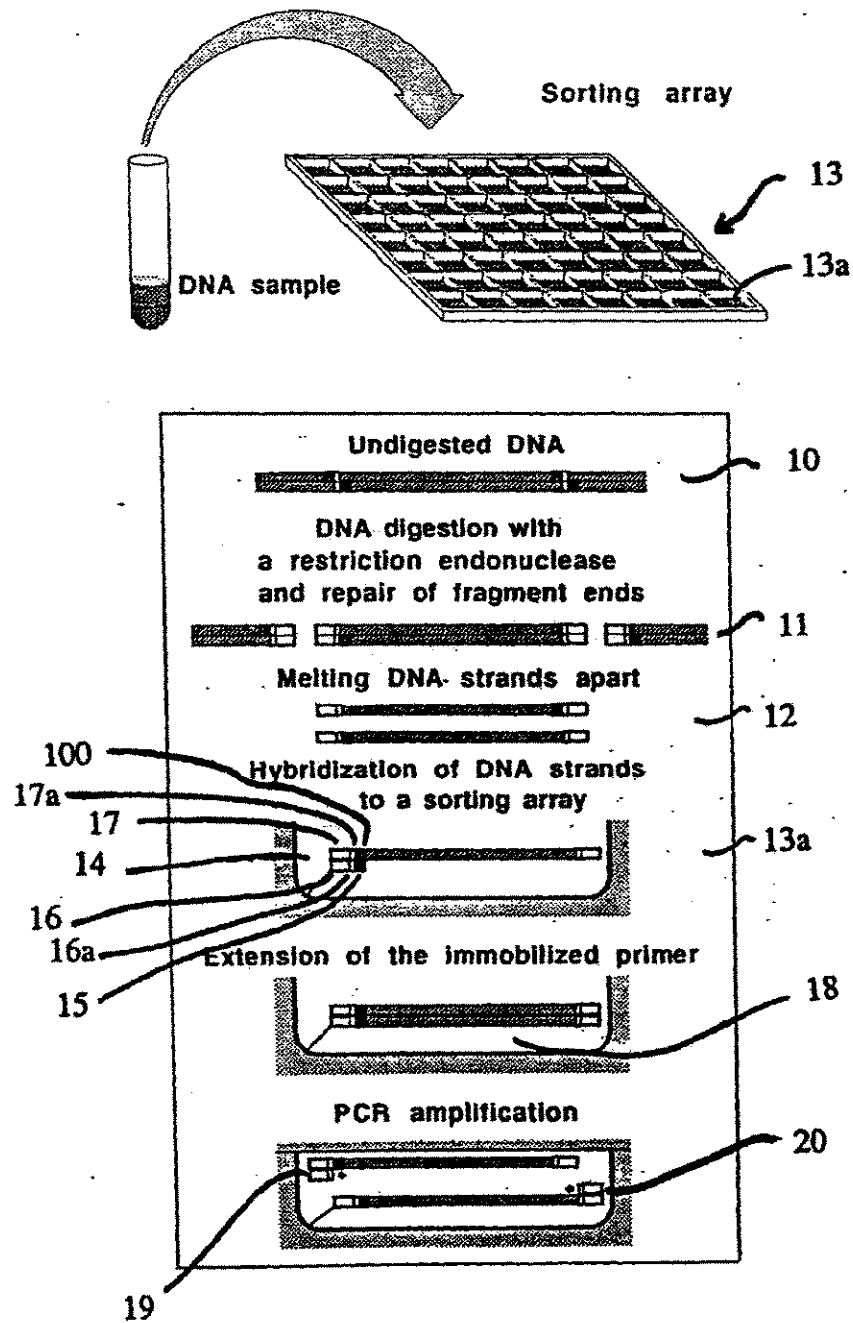 Sorting array
13
13a
DNA sample
Undigested DNA
10
DNA digestion with
a restriction endonuclease
and repair of fragment ends
11
Melting DNA strands apart
12
100
Hybridization of DNA strands
17a
to a sorting array
17
14
13a
16
16a
Extension of the immobilized primer
15
18
PCR amplification
20
19